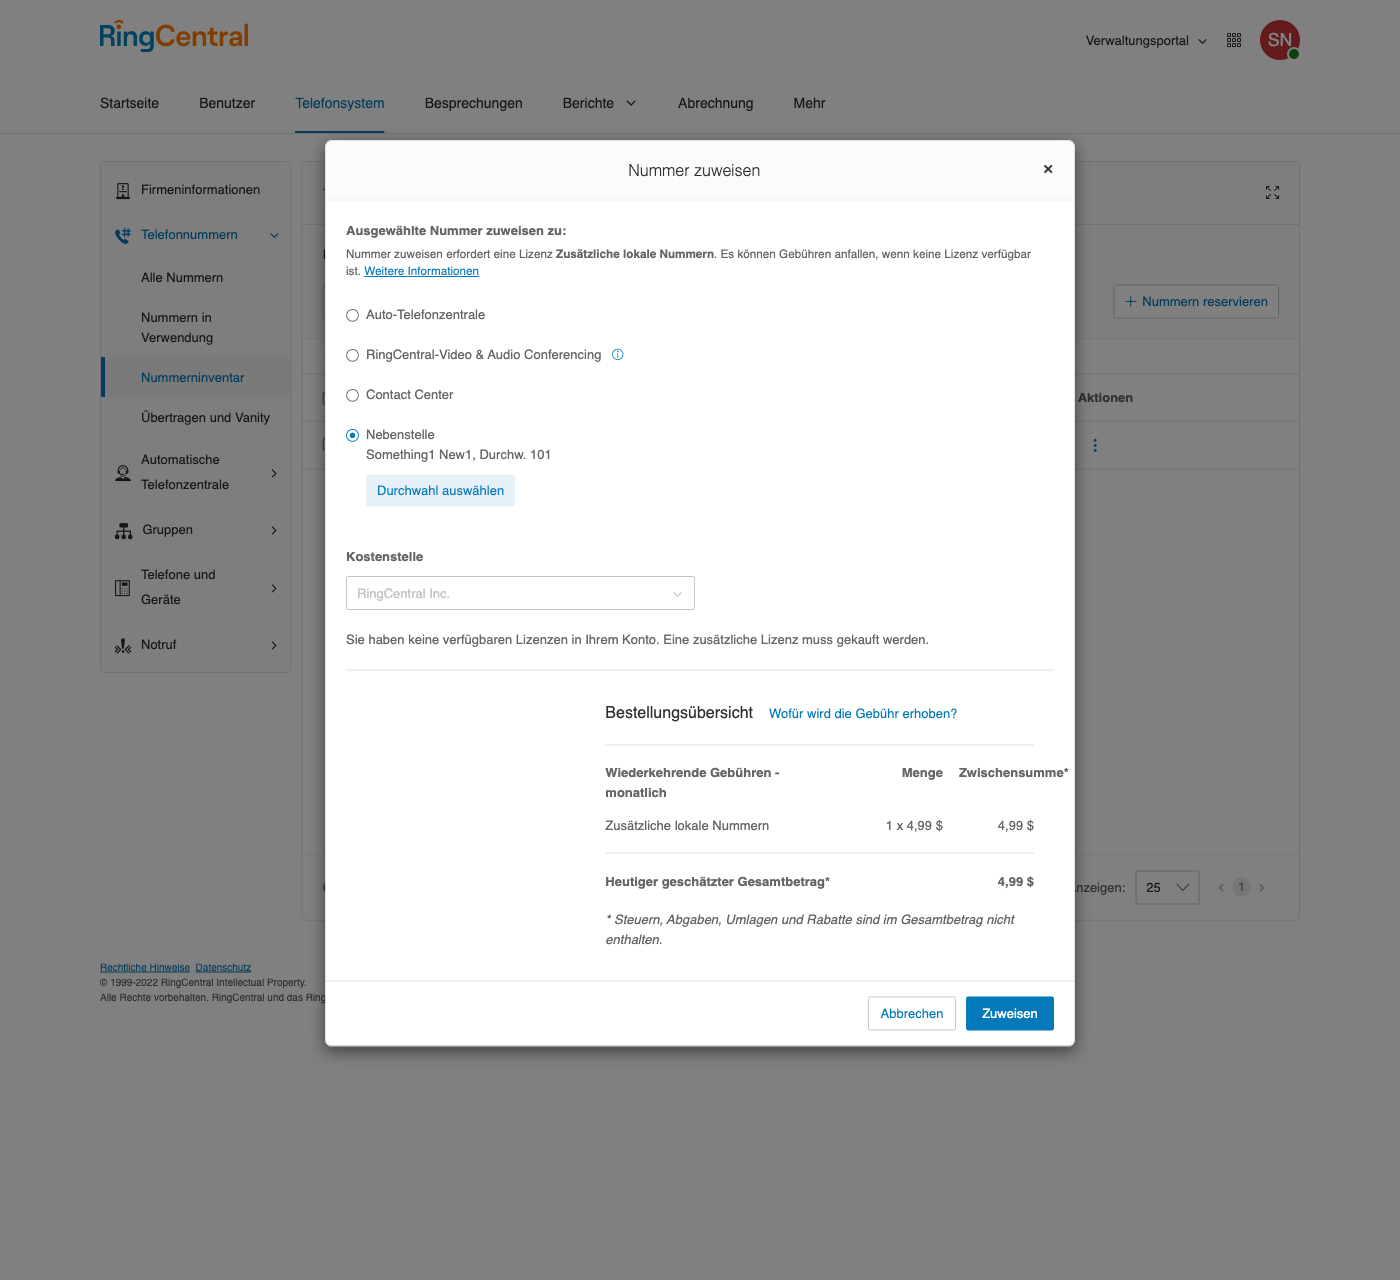 RingCentral
Verwaltungsportal
SN
Startseite
Benutzer
Telefonsystem
Besprechungen
Berichte
Abrechnung
Mehr
Firmeninformationen
Telefonnummern
Alle Nummern
Nummern in
Verwendung
Nummerninventar
Übertragen und Vanity
Automatische
Telefonzentrale
Gruppen
Telefone und
Geräte
Notruf
Nummer zuweisen
Ausgewählte Nummer zuweisen zu:
Nummer zuweisen erfordert eine Lizenz Zusätzliche lokale Nummern. Es können Gebühren anfallen, wenn keine Lizenz verfügbar
ist. Weitere Informationen
Auto-Telefonzentrale
RingCentral-Video & Audio Conferencing
Contact Center
Nebenstelle
Something1 New1, Durchw. 101
Durchwahl auswählen
Kostenstelle
RingCentral Inc.
Sie haben keine verfügbaren Lizenzen in Ihrem Konto. Eine zusätzliche Lizenz muss gekauft werden.
Bestellungsübersicht Wofür wird die Gebühr erhoben?
Wiederkehrende Gebühren - Menge Zwischensumme*
monatlich
Zusätzliche lokale Nummern 1 x 4,99 $ 4,99 $
Heutiger geschätzter Gesamtbetrag* 4,99 $
* Steuern, Abgaben, Umlagen und Rabatte sind im Gesamtbetrag nicht
enthalten.
Abbrechen
Zuweisen
+ Nummern reservieren
Aktionen
nzeigen: 25
1
Rechtliche Hinweise Datenschutz
© 1999-2022 RingCentral Intellectual Property.
Alle Rechte vorbehalten. RingCentral und das Ring